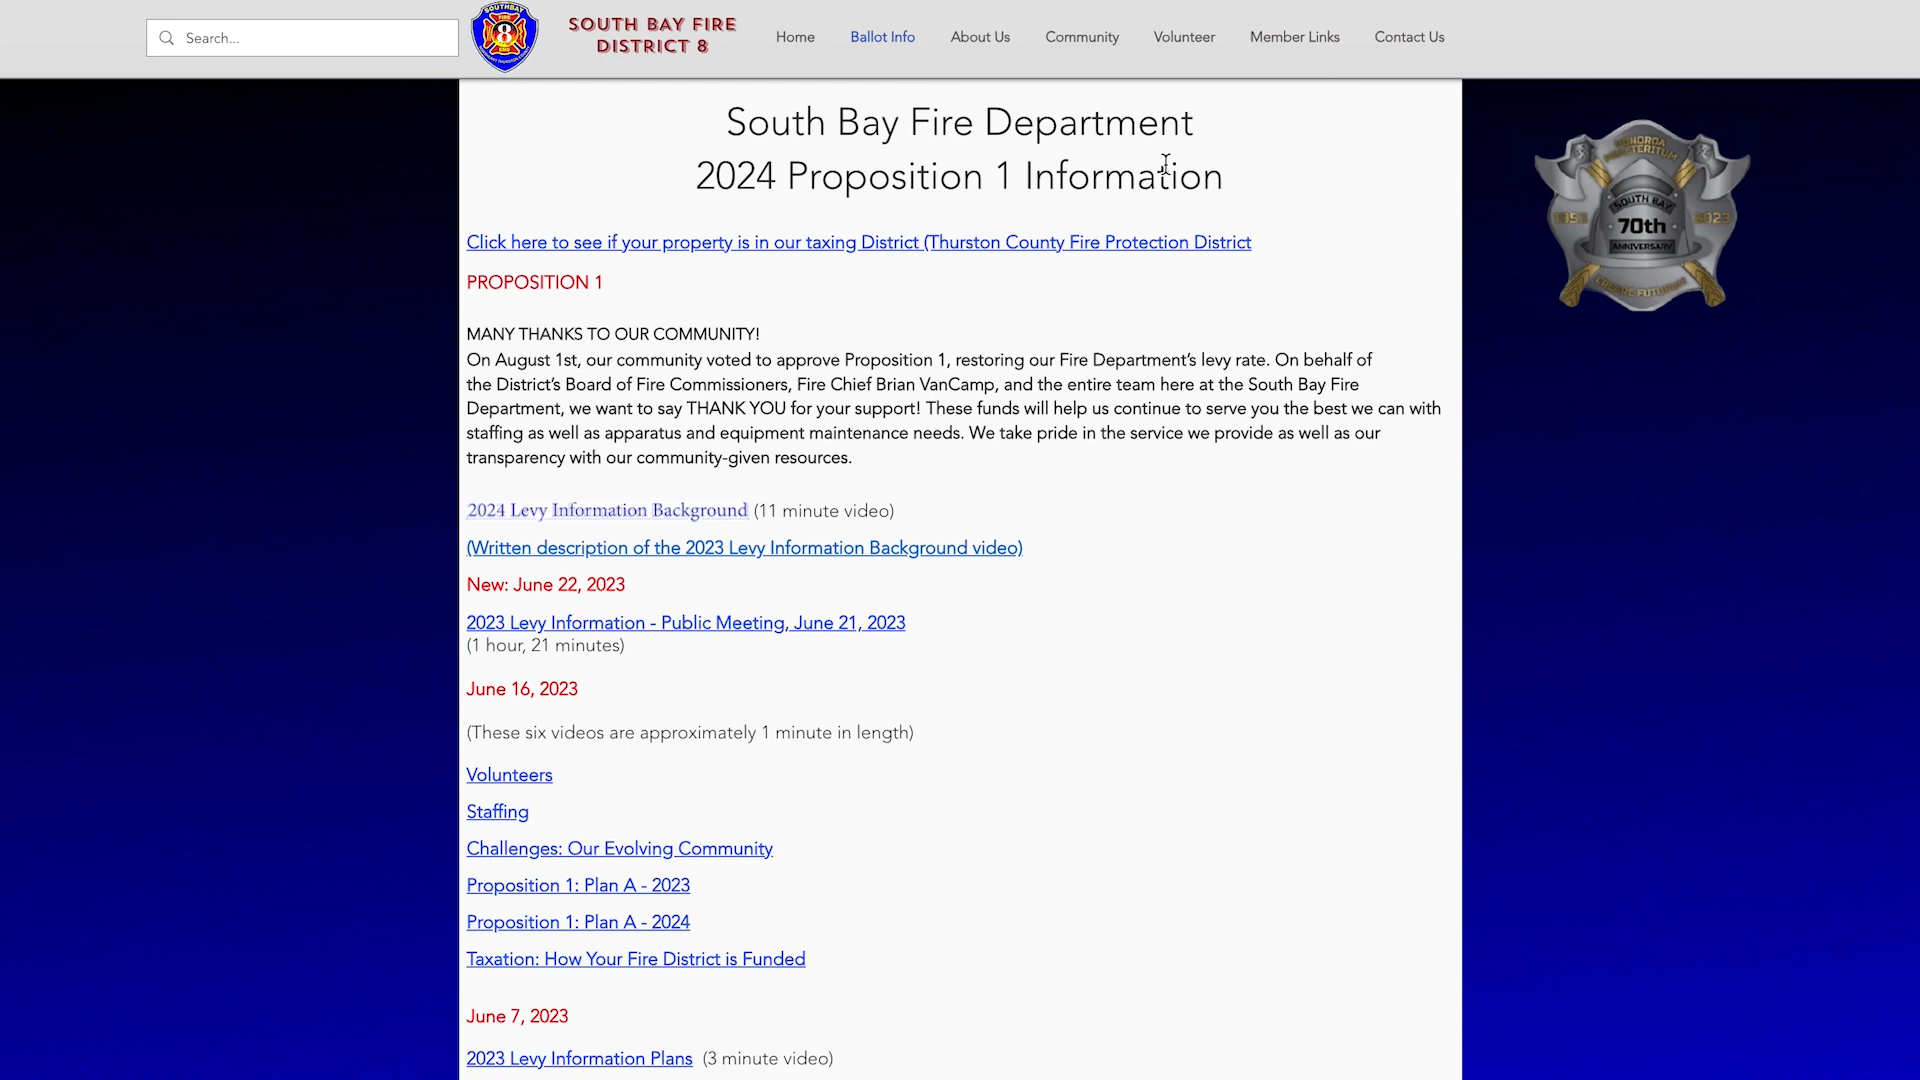 Search...
SOUTHBAY
FIRE
8
SOUTH BAY FIRE
DISTRICT 8
Home
Ballot Info
About Us
Community
Volunteer
Member Links
Contact Us
South Bay Fire Department
2024 Proposition 1 Information
HONOROA
PRAETERITUM
SOUTH BAY
1953
70th
2023
ANNIVERSARY
CREARE FUTURUM
Click here to see if your property is in our taxing District (Thurston County Fire Protection District
PROPOSITION 1
MANY THANKS TO OUR COMMUNITY!
On August 1st, our community voted to approve Proposition 1, restoring our Fire Department's levy rate. On behalf of
the District's Board of Fire Commissioners, Fire Chief Brian VanCamp, and the entire team here at the South Bay Fire
Department, we want to say THANK YOU for your support! These funds will help us continue to serve you the best we can with
staffing as well as apparatus and equipment maintenance needs. We take pride in the service we provide as well as our
transparency with our community-given resources.
2024 Levy Information Background (11 minute video)
(Written description of the 2023 Levy Information Background video)
New: June 22, 2023
2023 Levy Information - Public Meeting, June 21, 2023
(1 hour, 21 minutes)
June 16, 2023
(These six videos are approximately 1 minute in length)
Volunteers
Staffing
Challenges: Our Evolving Community
Proposition 1: Plan A - 2023
Proposition 1: Plan A - 2024
Taxation: How Your Fire District is Funded
June 7, 2023
2023 Levy Information Plans (3 minute video)